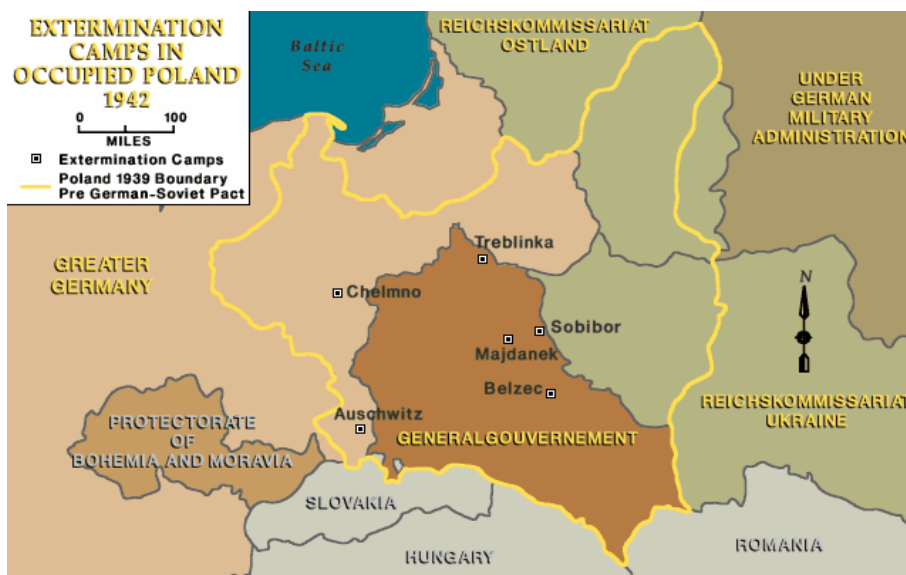 EXTERMINATION
CAMPS IN
OCCUPIED POLAND
1942
0 100
MILES
Extermination Camps
Poland 1939 Boundary
Pre German-Soviet Pact
Baltic
Sea
REICHSKOMMISSARIAT
OSTLAND
UNDER
GERMAN
MILITARY
ADMINISTRATION
GREATER
GERMANY
Treblinka
Chelmno
N
Sobibor
Majdanek
Belzec
Auschwitz
GENERALGOUVERNEMENT
REICHSKOMMISSARIAT
UKRAINE
PROTECTORATE
OF
BOHEMIA AND MORAVIA
SLOVAKIA
HUNGARY
ROMANIA